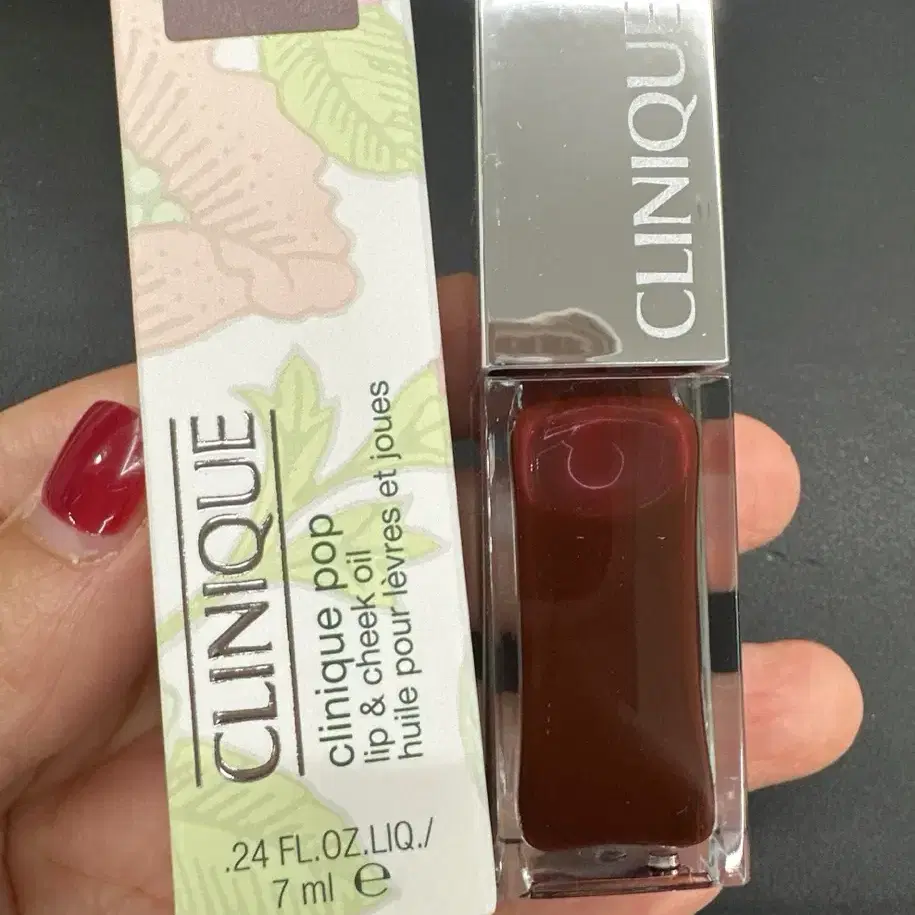 CLINIQUE
clinique pop
lip & cheek oil
huile pour lèvres et joues
.24 FL.OZ.LIQ./
7 ml ℮
CLINIQUE